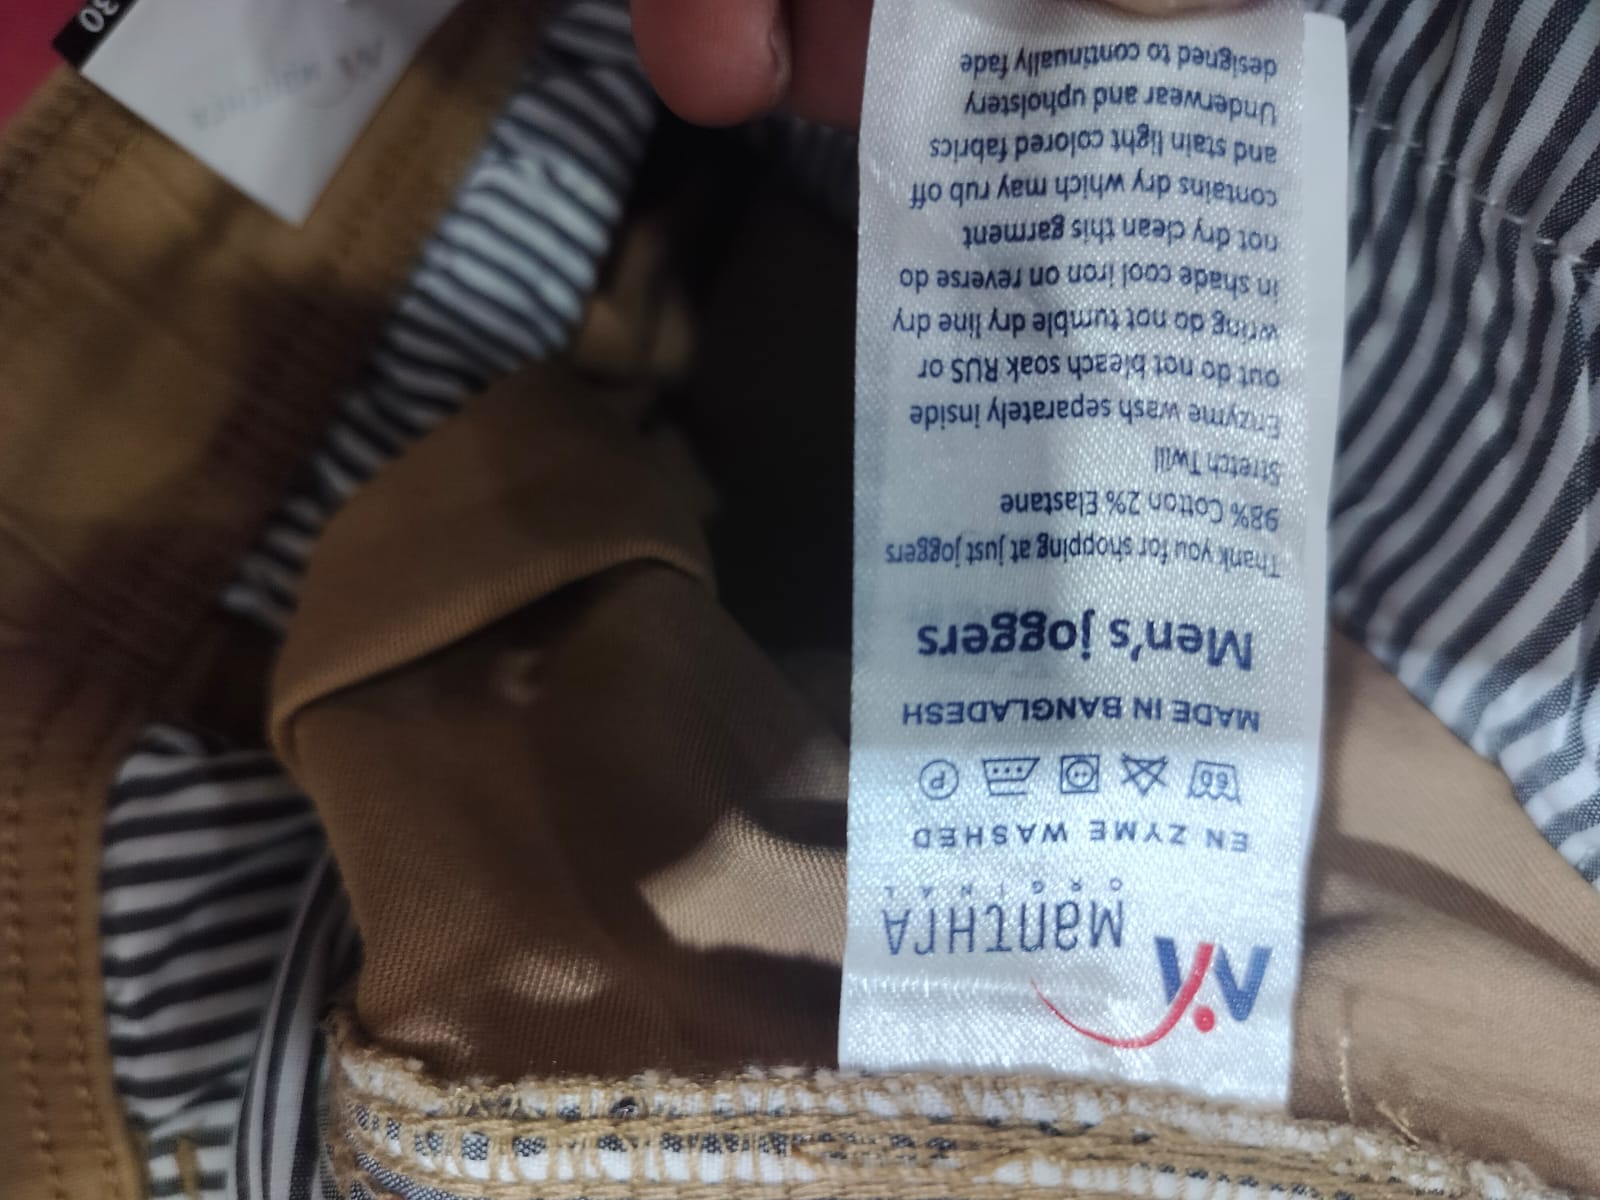 Manthra
ORGINAL
EN ZYME WASHED
60
P
MADE IN BANGLADESH
Men's joggers
Thank you for shopping at just joggers
98% Cotton 2% Elastane
Stretch Twill
Enzyme wash separately inside
out do not bleach soak RUS or
wring do not tumble dry line dry
in shade cool iron on reverse do
not dry clean this garment
contains dry which may rub off
and stain light colored fabrics
Underwear and upholstery
designed to continually fade
30